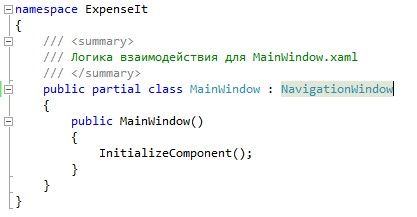 namespace ExpenseIt
{
/// <summary>
/// Логика взаимодействия для MainWindow.xaml
/// </summary>
public partial class MainWindow : NavigationWindow
{
public MainWindow()
{
InitializeComponent();
}
}
}